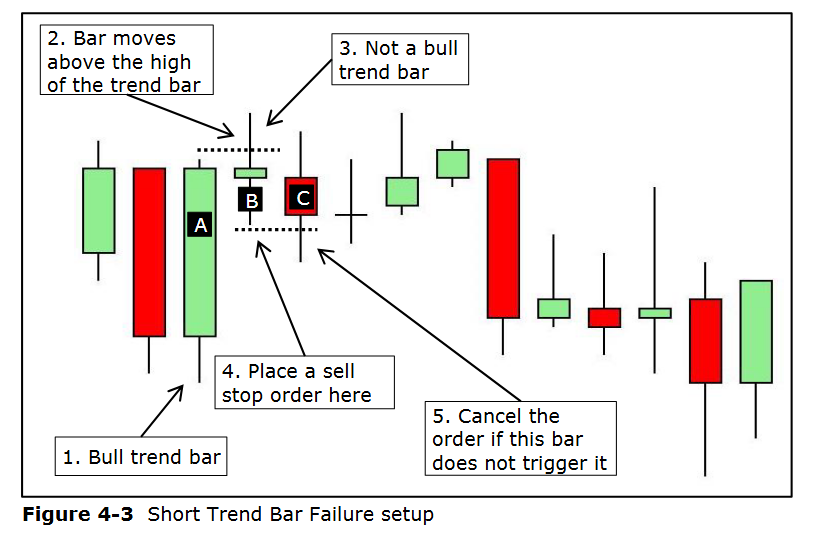 2. Bar moves
above the high
of the trend bar
3. Not a bull
trend bar
A
B
C
4. Place a sell
stop order here
5. Cancel the
order if this bar
does not trigger it
1. Bull trend bar
Figure 4-3 Short Trend Bar Failure setup